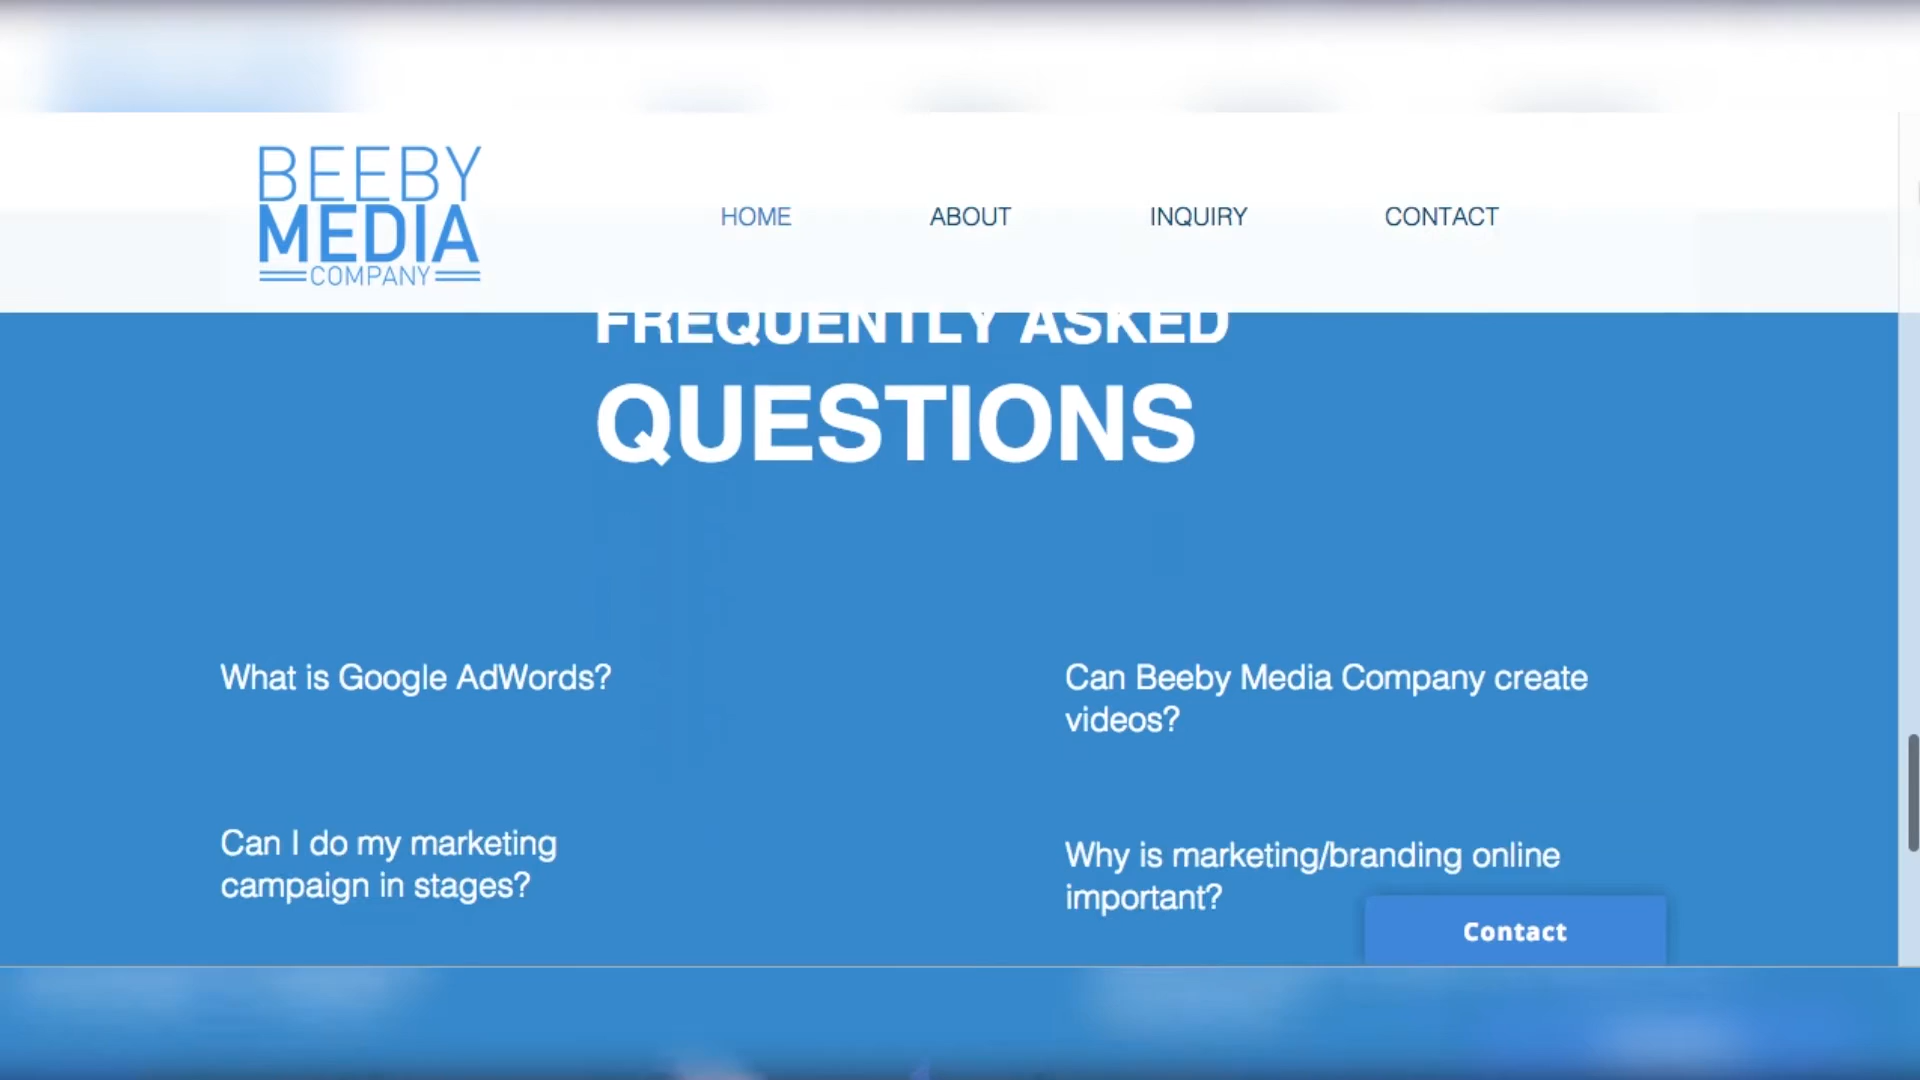 BEEBY
MEDIA
COMPANY
HOME ABOUT INQUIRY CONTACT
FREQUENTLY ASKED
QUESTIONS
What is Google AdWords?
Can I do my marketing
campaign in stages?
Can Beeby Media Company create
videos?
Why is marketing/branding online
important?
Contact